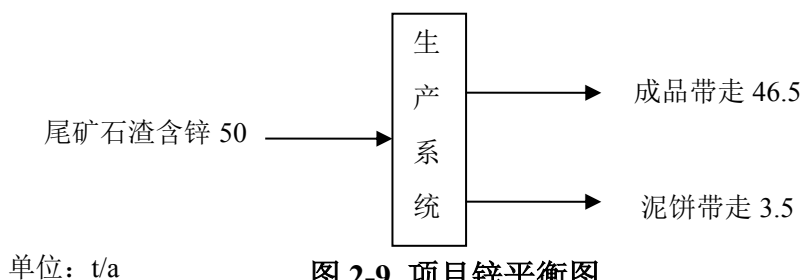 生产系统
成品带走 46.5
尾矿石渣含锌 50
泥饼带走 3.5
单位：t/a
图 2-9 项目锌平衡图